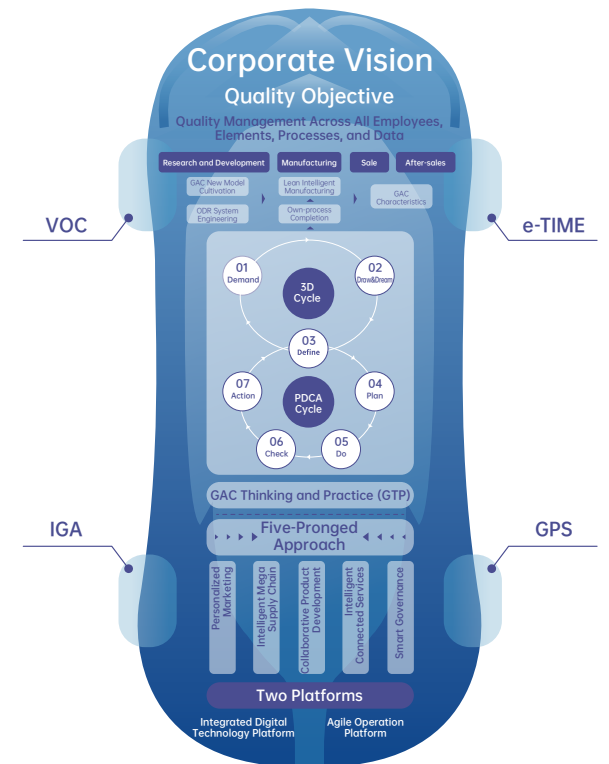 Corporate Vision
Quality Objective
Quality Management Across All Employees,
Elements, Processes, and Data
Research and Development
Manufacturing
Sale
After-sales
GAC New Model
Cultivation
Lean Intelligent
Manufacturing
GAC
Characteristics
ODR System
Engineering
Own-process
Completion
VOC
e-TIME
01
Demand
3D
Cycle
02
Draw&Dream
03
Define
07
Action
PDCA
Cycle
04
Plan
06
Check
05
Do
GAC Thinking and Practice (GTP)
IGA
GPS
Five-Pronged
Approach
Personalized
Marketing
Intelligent Mega
Supply Chain
Collaborative Product
Development
Intelligent
Connected Services
Smart Governance
Two Platforms
Integrated Digital
Technology Platform
Agile Operation
Platform